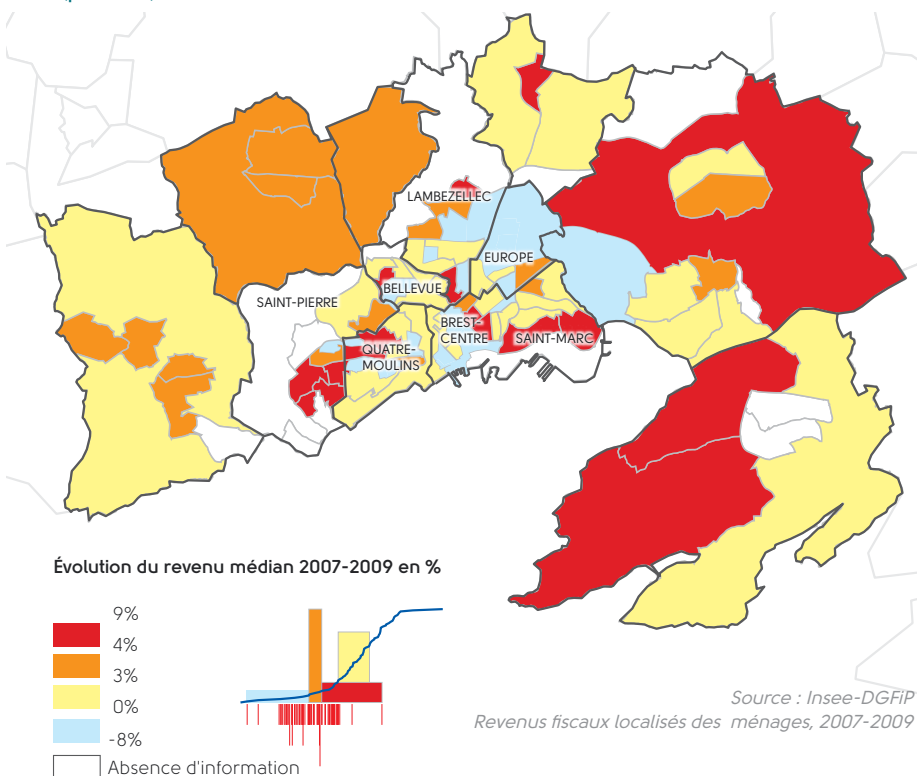 LAMBEZELLEC
EUROPE
BELLEVUE
SAINT-PIERRE
BREST-
CENTRE
SAINT-MARC
QUATRE-
MOULINS
Évolution du revenu médian 2007-2009 en %
9%
4%
3%
0%
-8%
Absence d'information
Source : Insee-DGFiP
Revenus fiscaux localisés des ménages, 2007-2009